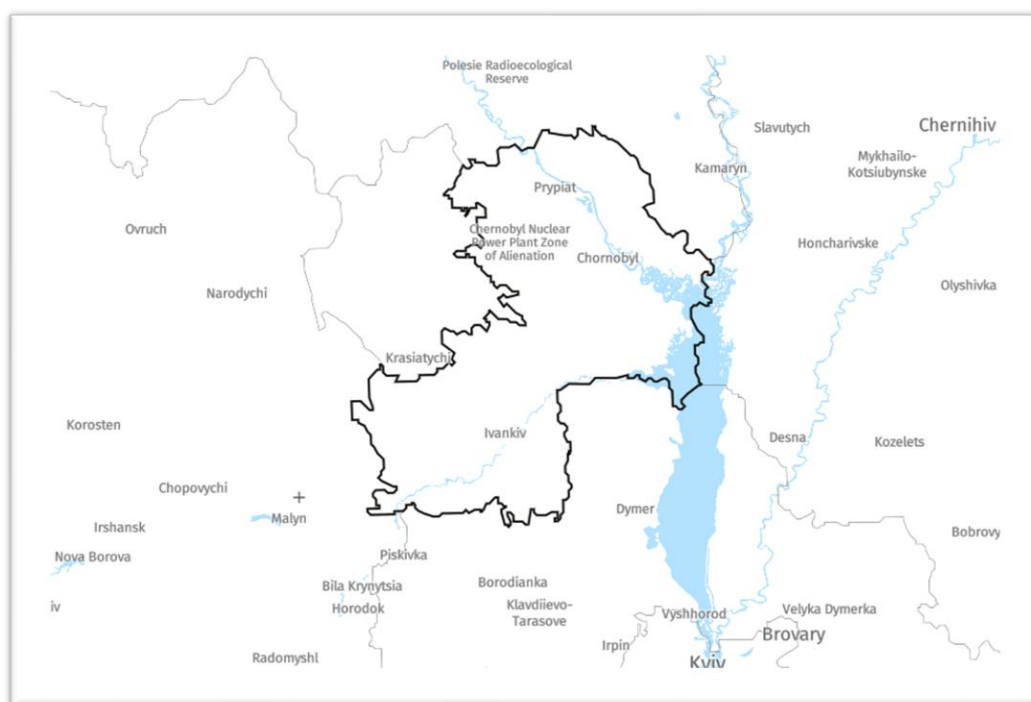 Polesie Radioecological
Reserve
Slavutych
Chernihiv
Mykhailo-
Kotsiubynske
Kamaryn
Prypiat
Ovruch
Chernobyl Nuclear
Power Plant Zone
of Alienation
Chornobyl
Honcharivske
Narodychi
Olyshivka
Krasiatychi
Korosten
Ivankiv
Desna
Kozelets
Chopovychi
Malyn
Irshansk
Dymer
Bobrovy
Nova Borova
Piskivka
Bila Krynytsia
Horodok
Borodianka
Klavdiievo-
Tarasove
iv
Vyshhorod
Velyka Dymerka
Brovary
Irpin
Radomyshl
Kyiv